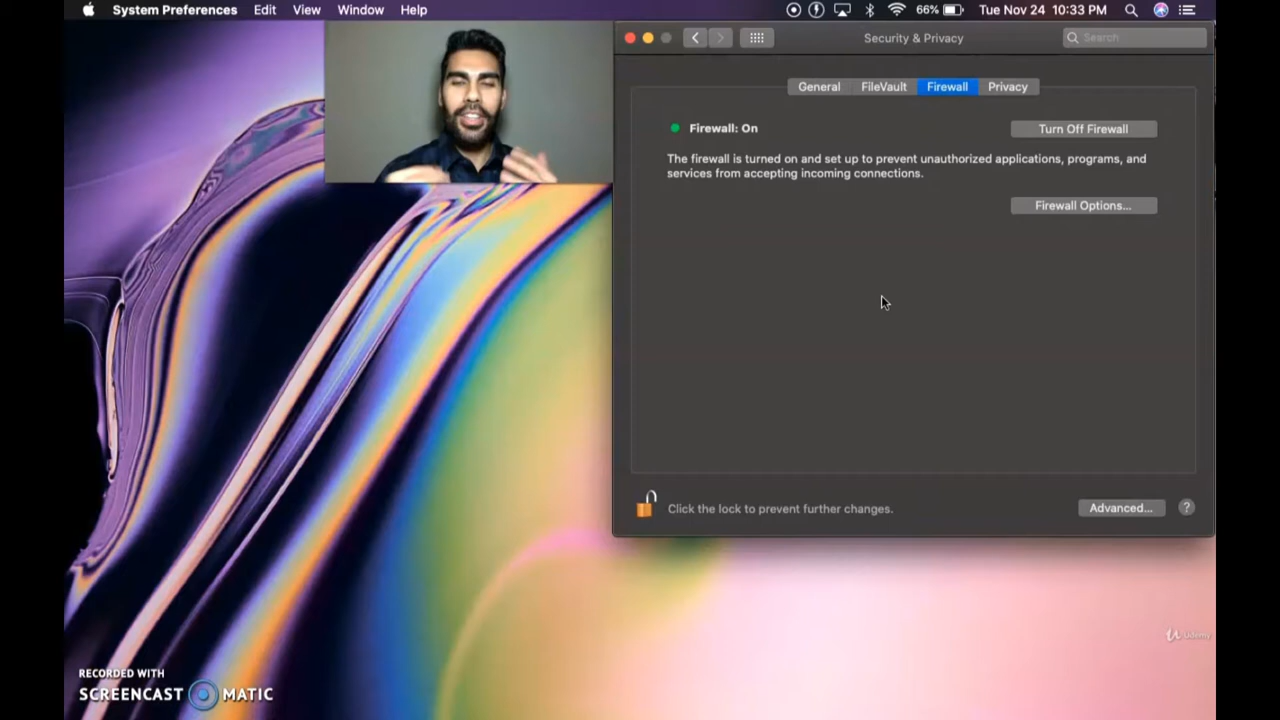 System Preferences Edit View Window Help 66% Tue Nov 24 10:33 PM
Security & Privacy
Search
General FileVault Firewall Privacy
Firewall: On
Turn Off Firewall
The firewall is turned on and set up to prevent unauthorized applications, programs, and
services from accepting incoming connections.
Firewall Options...
Click the lock to prevent further changes.
Advanced...
?
Udemy
RECORDED WITH
SCREENCAST MATIC